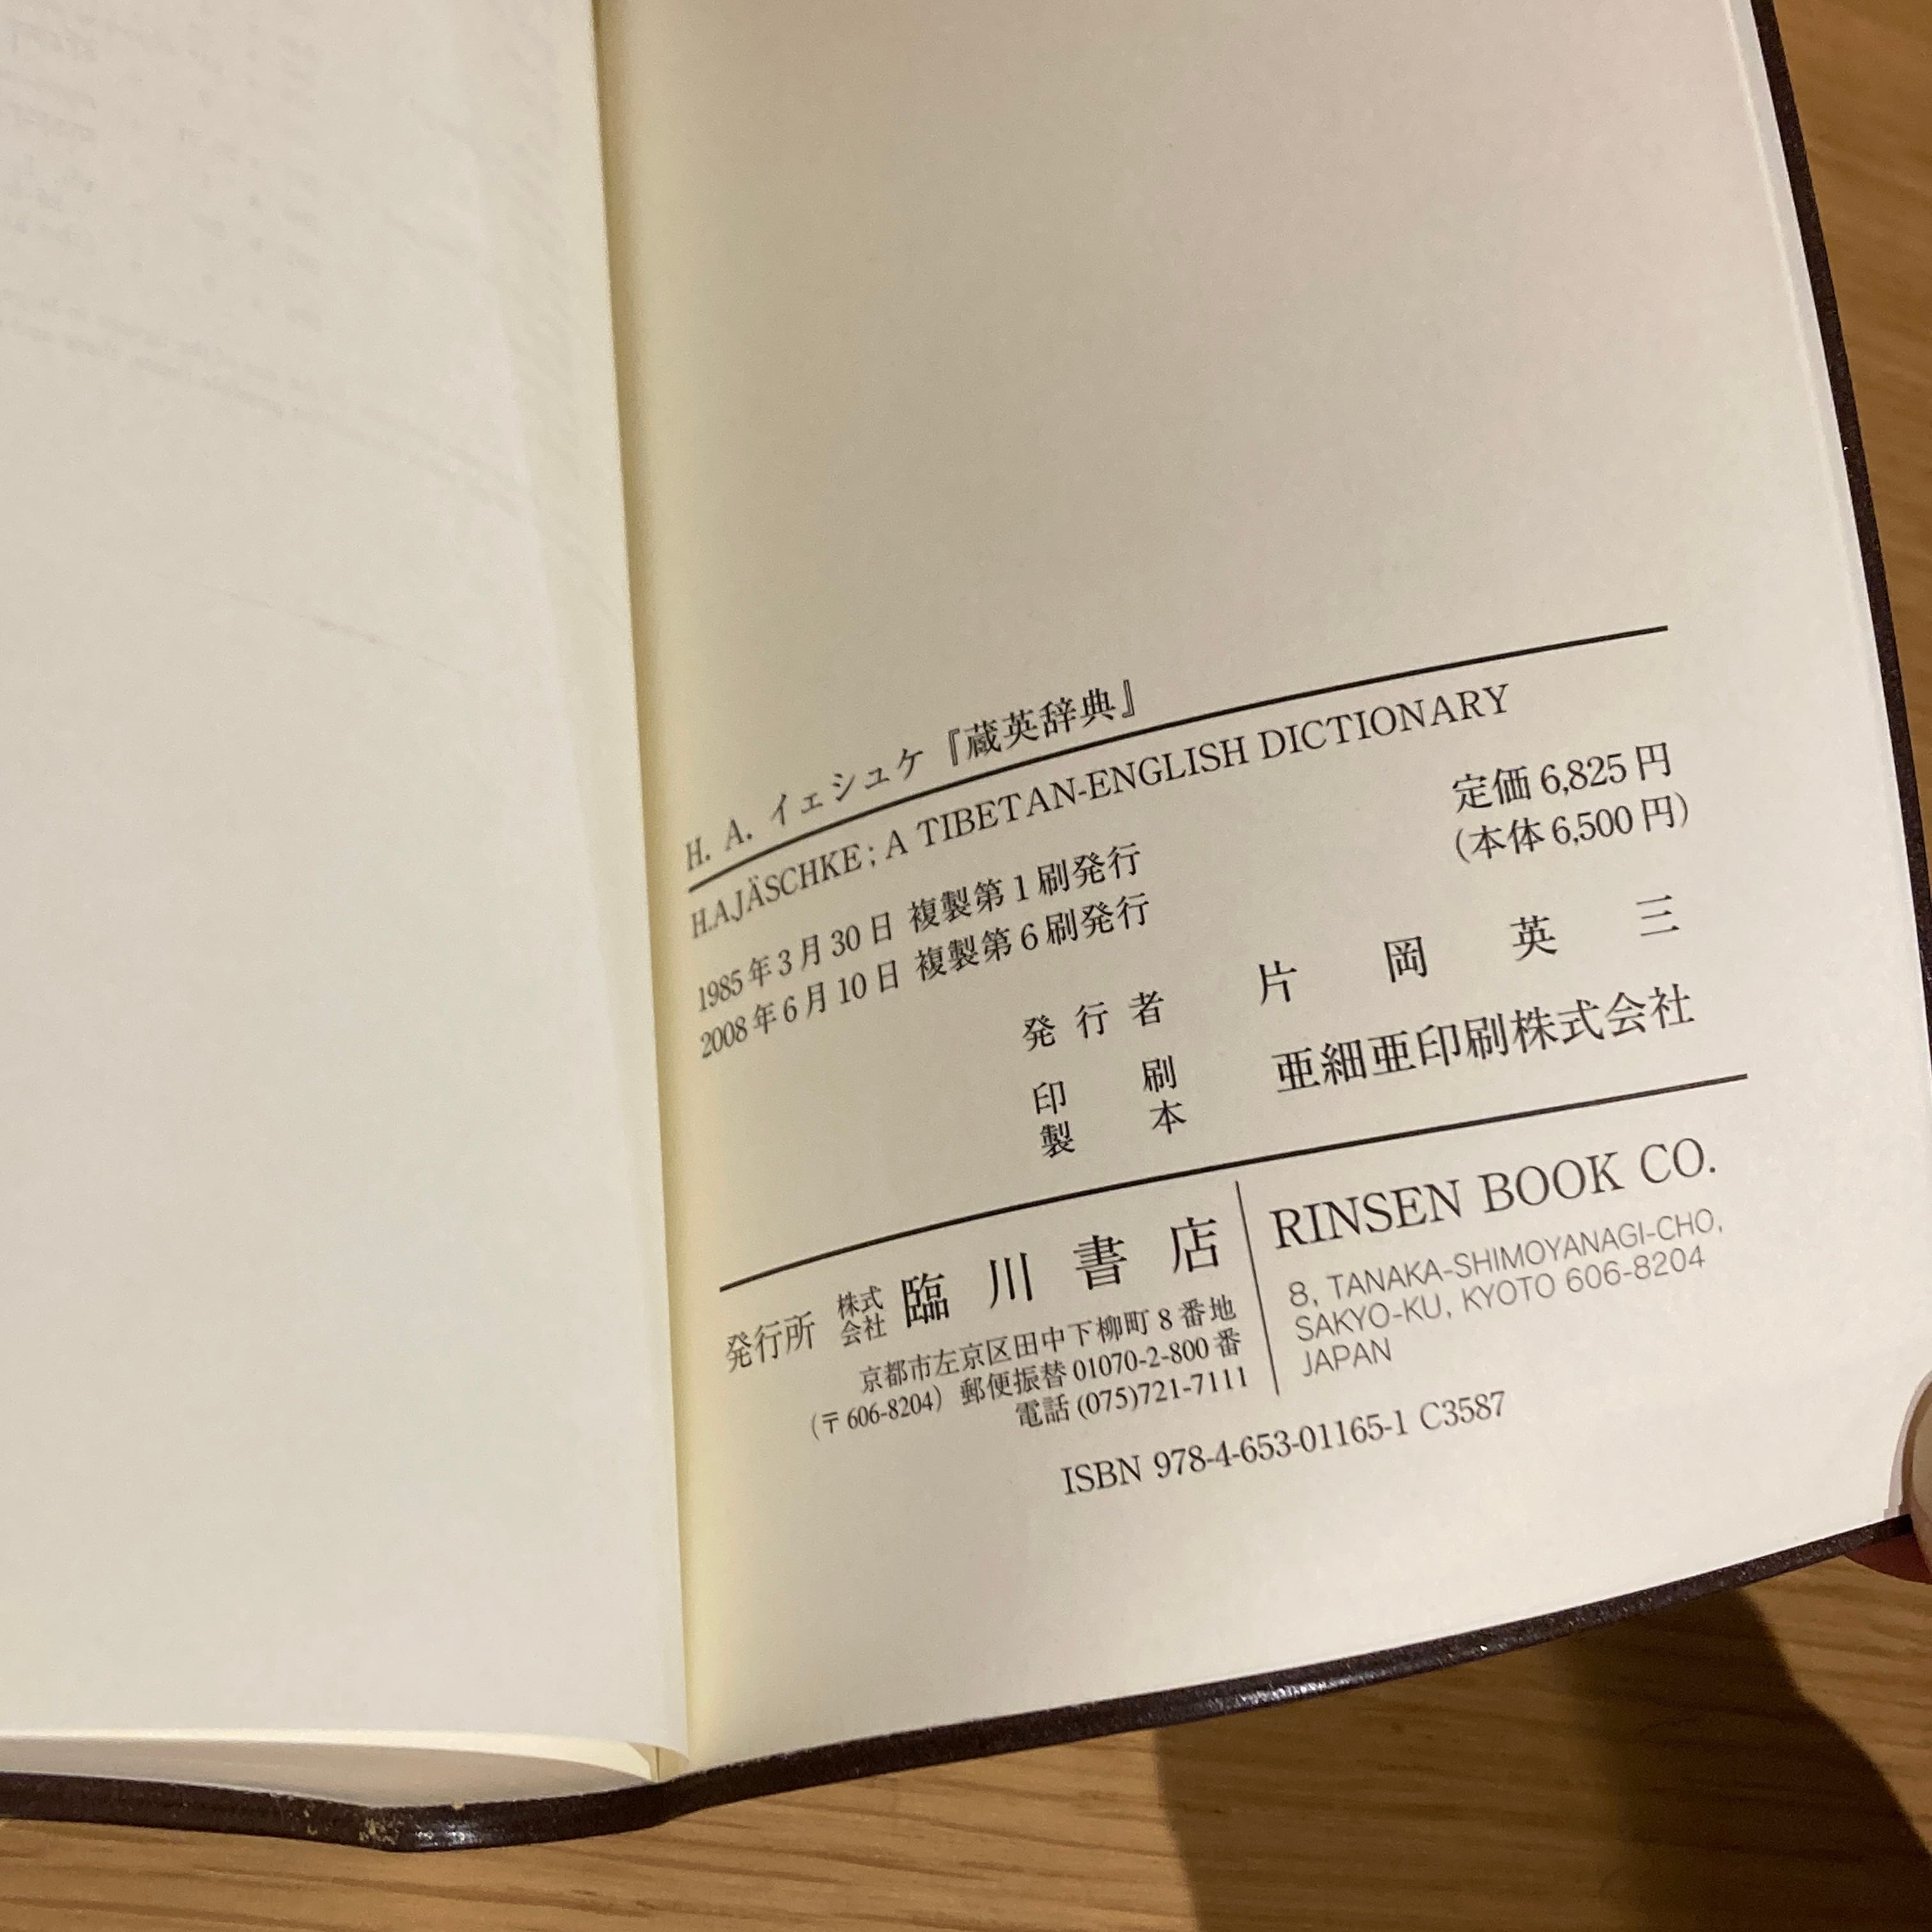 H. A. イェシュケ『蔵英辞典』
H.A.JÄSCHKE ; A TIBETAN-ENGLISH DICTIONARY
定価 6,825 円
(本体 6,500 円)
1985 年 3 月 30 日 複製第 1 刷発行
2008 年 6 月 10 日 複製第 6 刷発行
発行者 片岡英三
印刷
製本 亜細亜印刷株式会社
発行所 株式会社 臨川書店
京都市左京区田中下柳町 8 番地
(〒 606-8204) 郵便振替 01070-2-800 番
電話 (075)721-7111
RINSEN BOOK CO.
8, TANAKA-SHIMOYANAGI-CHO,
SAKYO-KU, KYOTO 606-8204
JAPAN
ISBN 978-4-653-01165-1 C3587